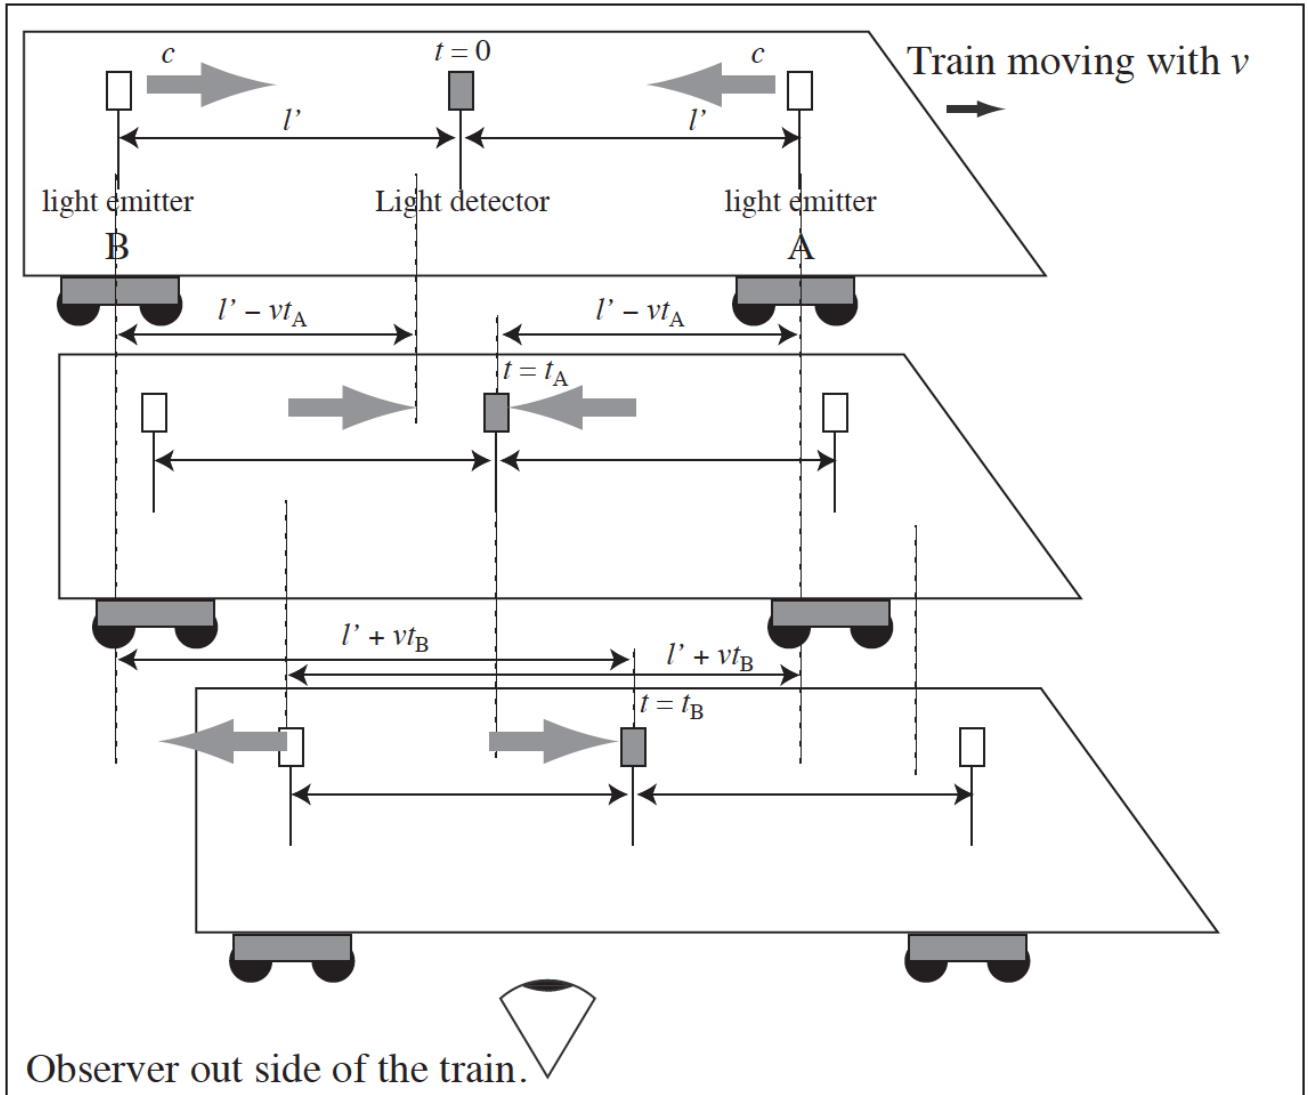 c
t = 0
c
Train moving with v
l’
l’
light emitter
Light detector
light emitter
B
A
l’ – vtA
l’ – vtA
t = tA
l’ + vtB
l’ + vtB
t = tB
Observer out side of the train.